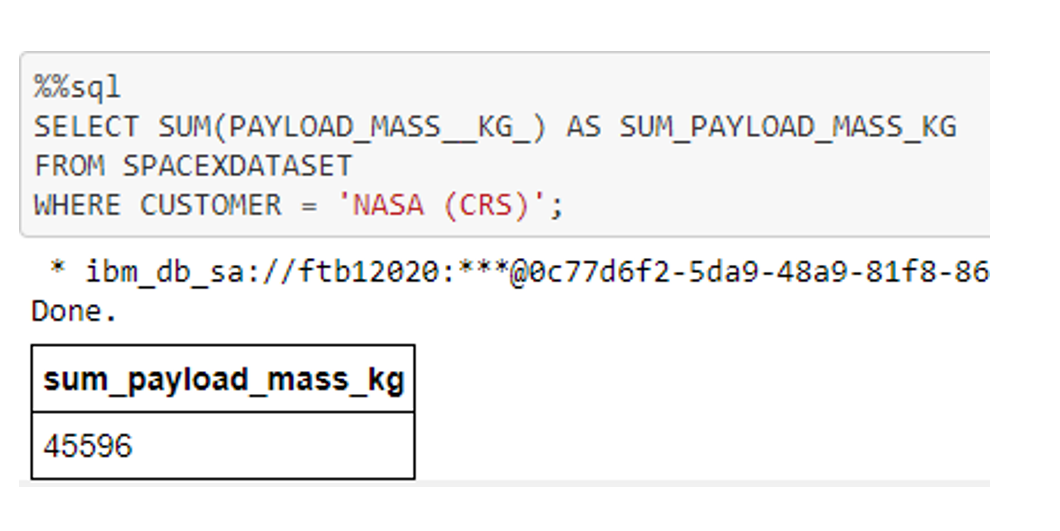 %%sql
SELECT SUM(PAYLOAD_MASS__KG_) AS SUM_PAYLOAD_MASS_KG
FROM SPACEXDATASET
WHERE CUSTOMER = 'NASA (CRS)';
* ibm_db_sa://ftb12020:***@0c77d6f2-5da9-48a9-81f8-86
Done.
sum_payload_mass_kg
45596